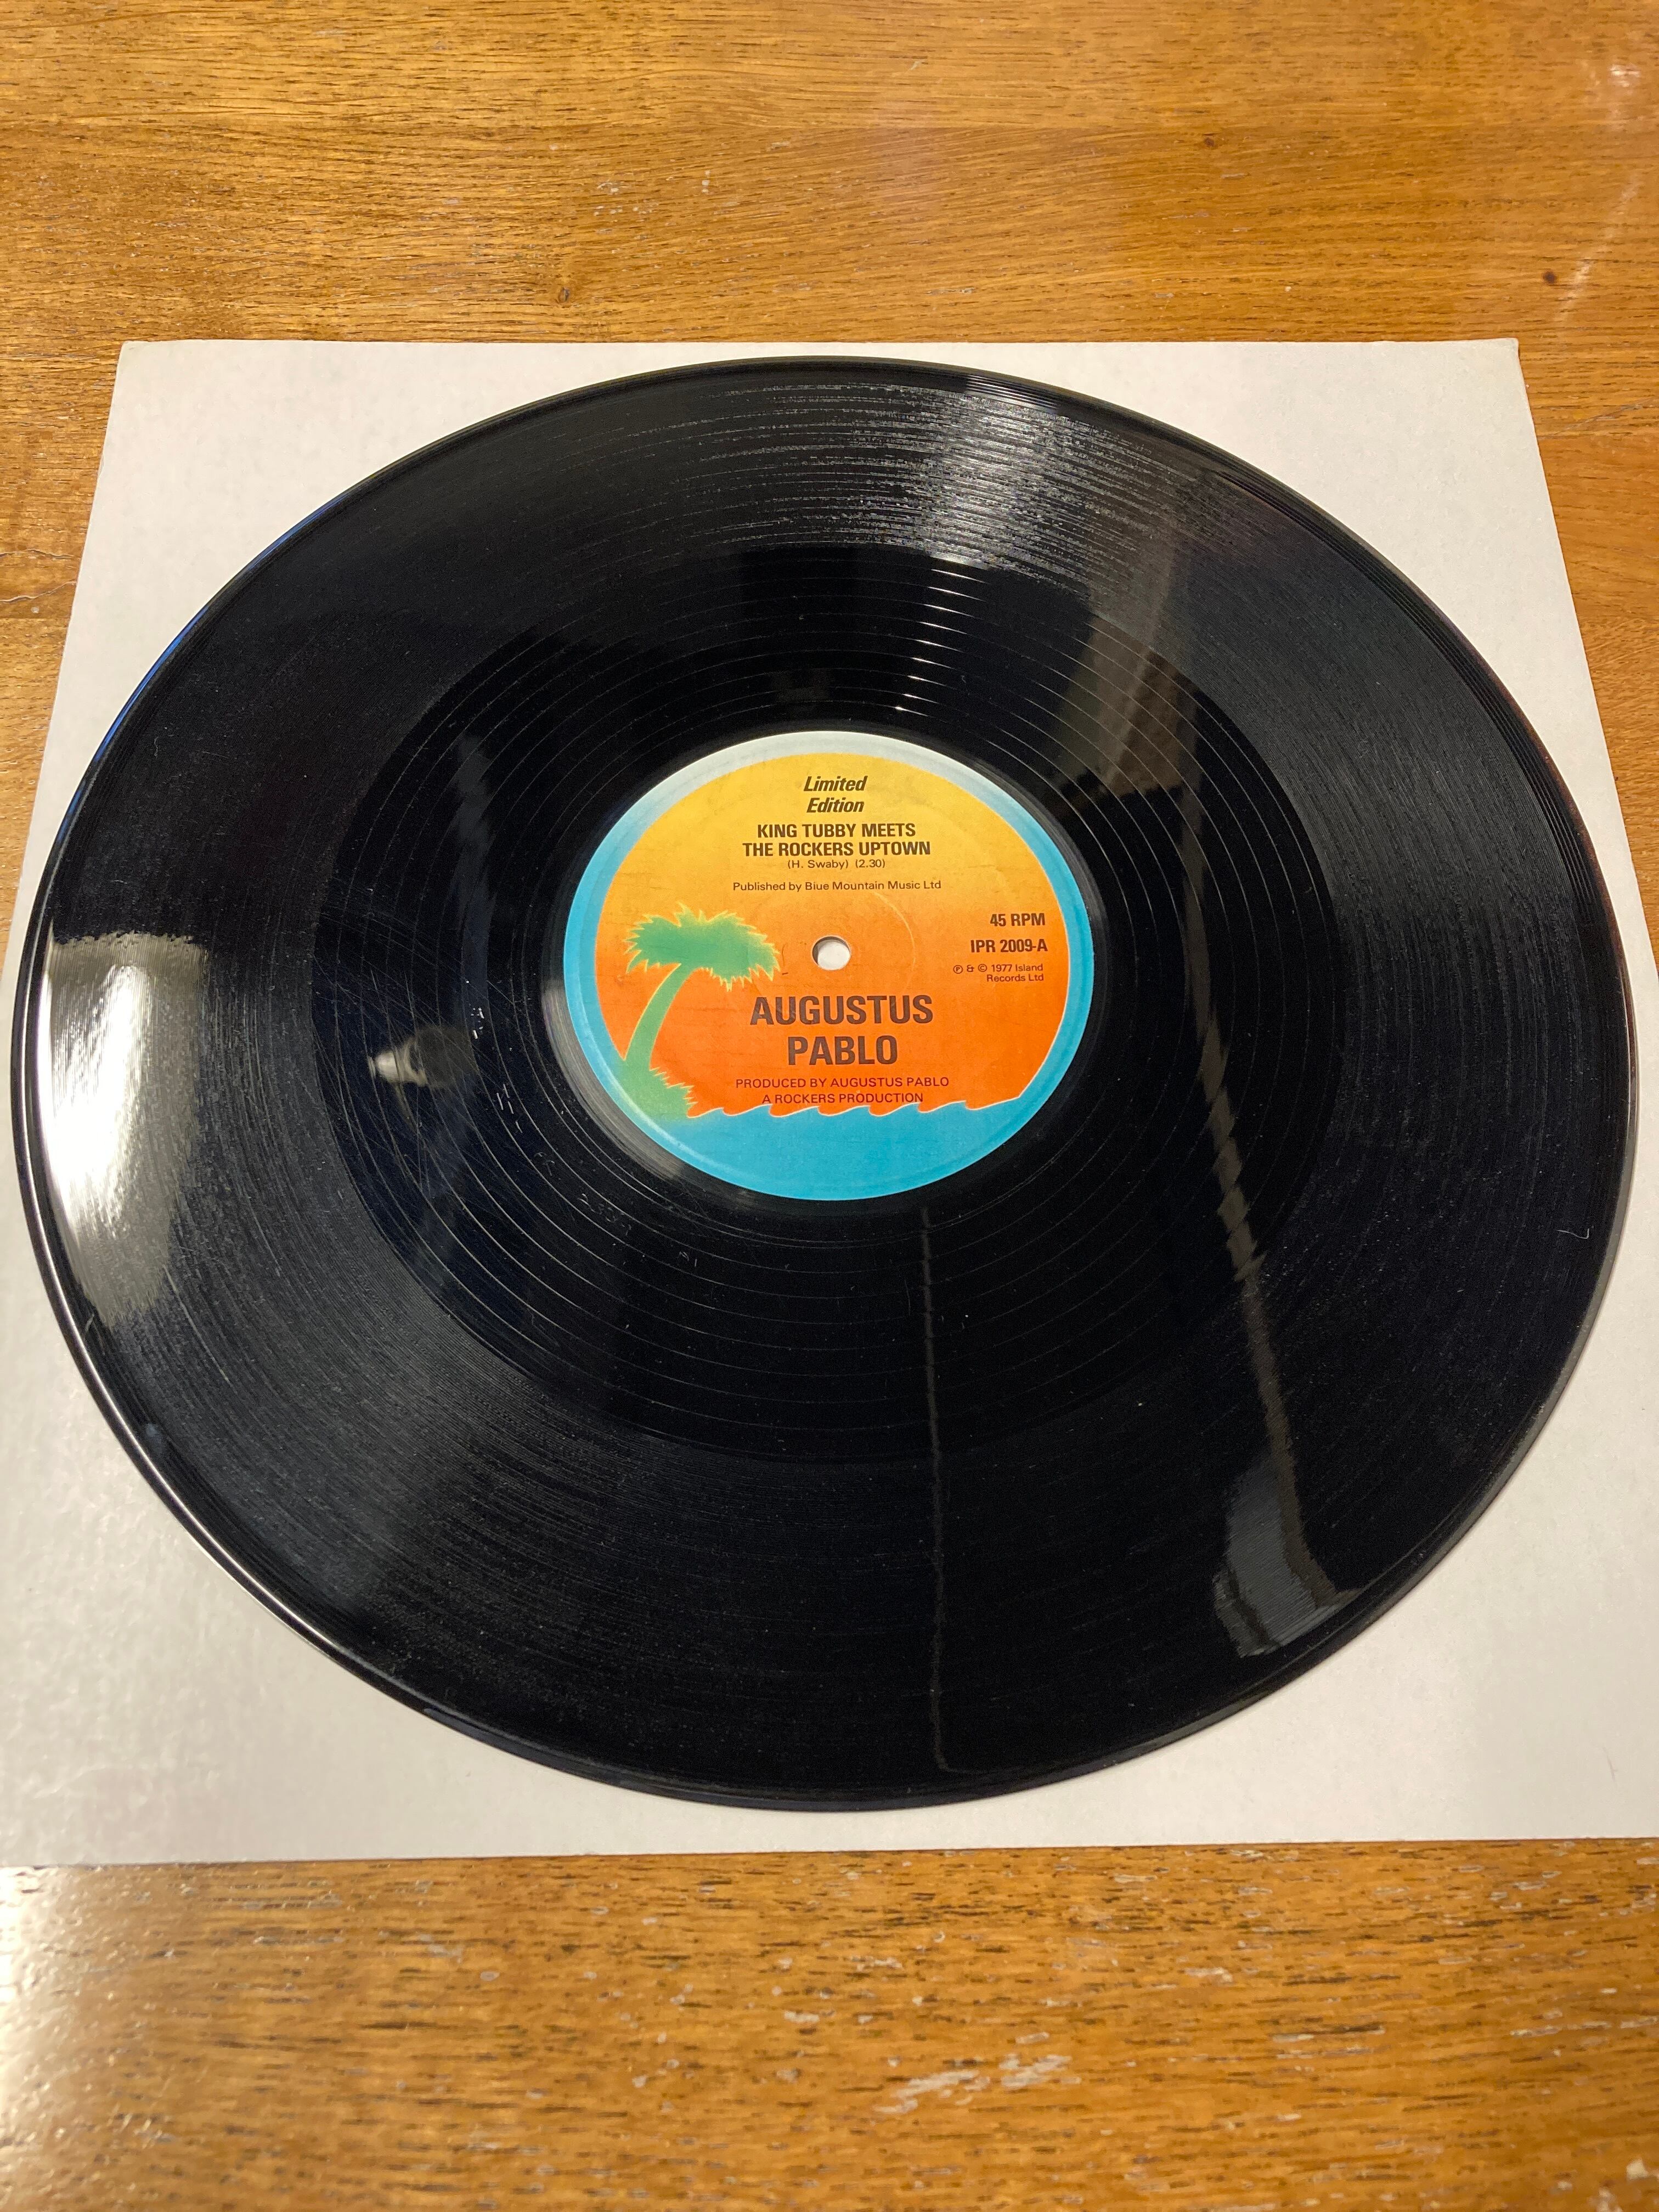 Limited
Edition
KING TUBBY MEETS
THE ROCKERS UPTOWN
(H. Swaby) (2.30)
Published by Blue Mountain Music Ltd
45 RPM
IPR 2009-A
Ⓟ & © 1977 Island
Records Ltd
AUGUSTUS
PABLO
PRODUCED BY AUGUSTUS PABLO
A ROCKERS PRODUCTION